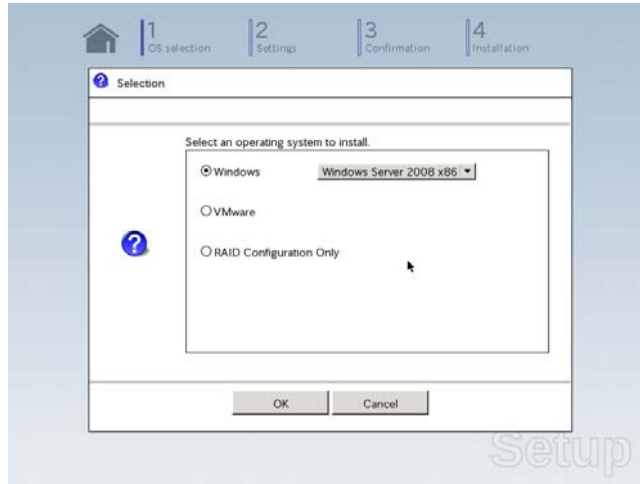 1 2 3 4
OS selection Settings Confirmation Installation
Selection
Select an operating system to install.
Windows Windows Server 2008 x86
VMware
RAID Configuration Only
OK Cancel
Setup